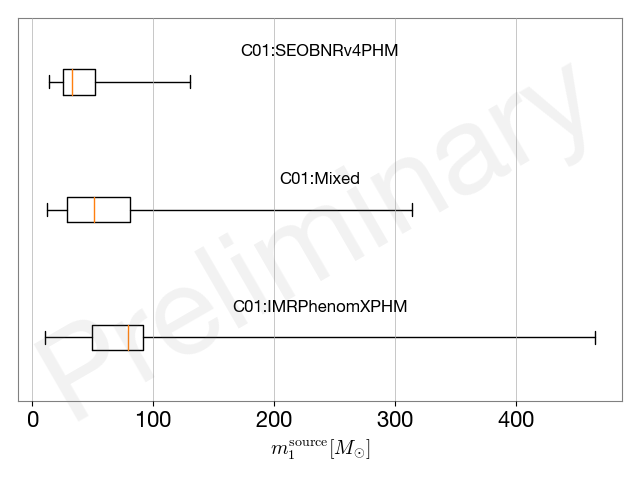 C01:SEOBNRv4PHM
C01:Mixed
C01:IMRPhenomXPHM
Preliminary
0 100 200 300 400
m₁^source [M☉]